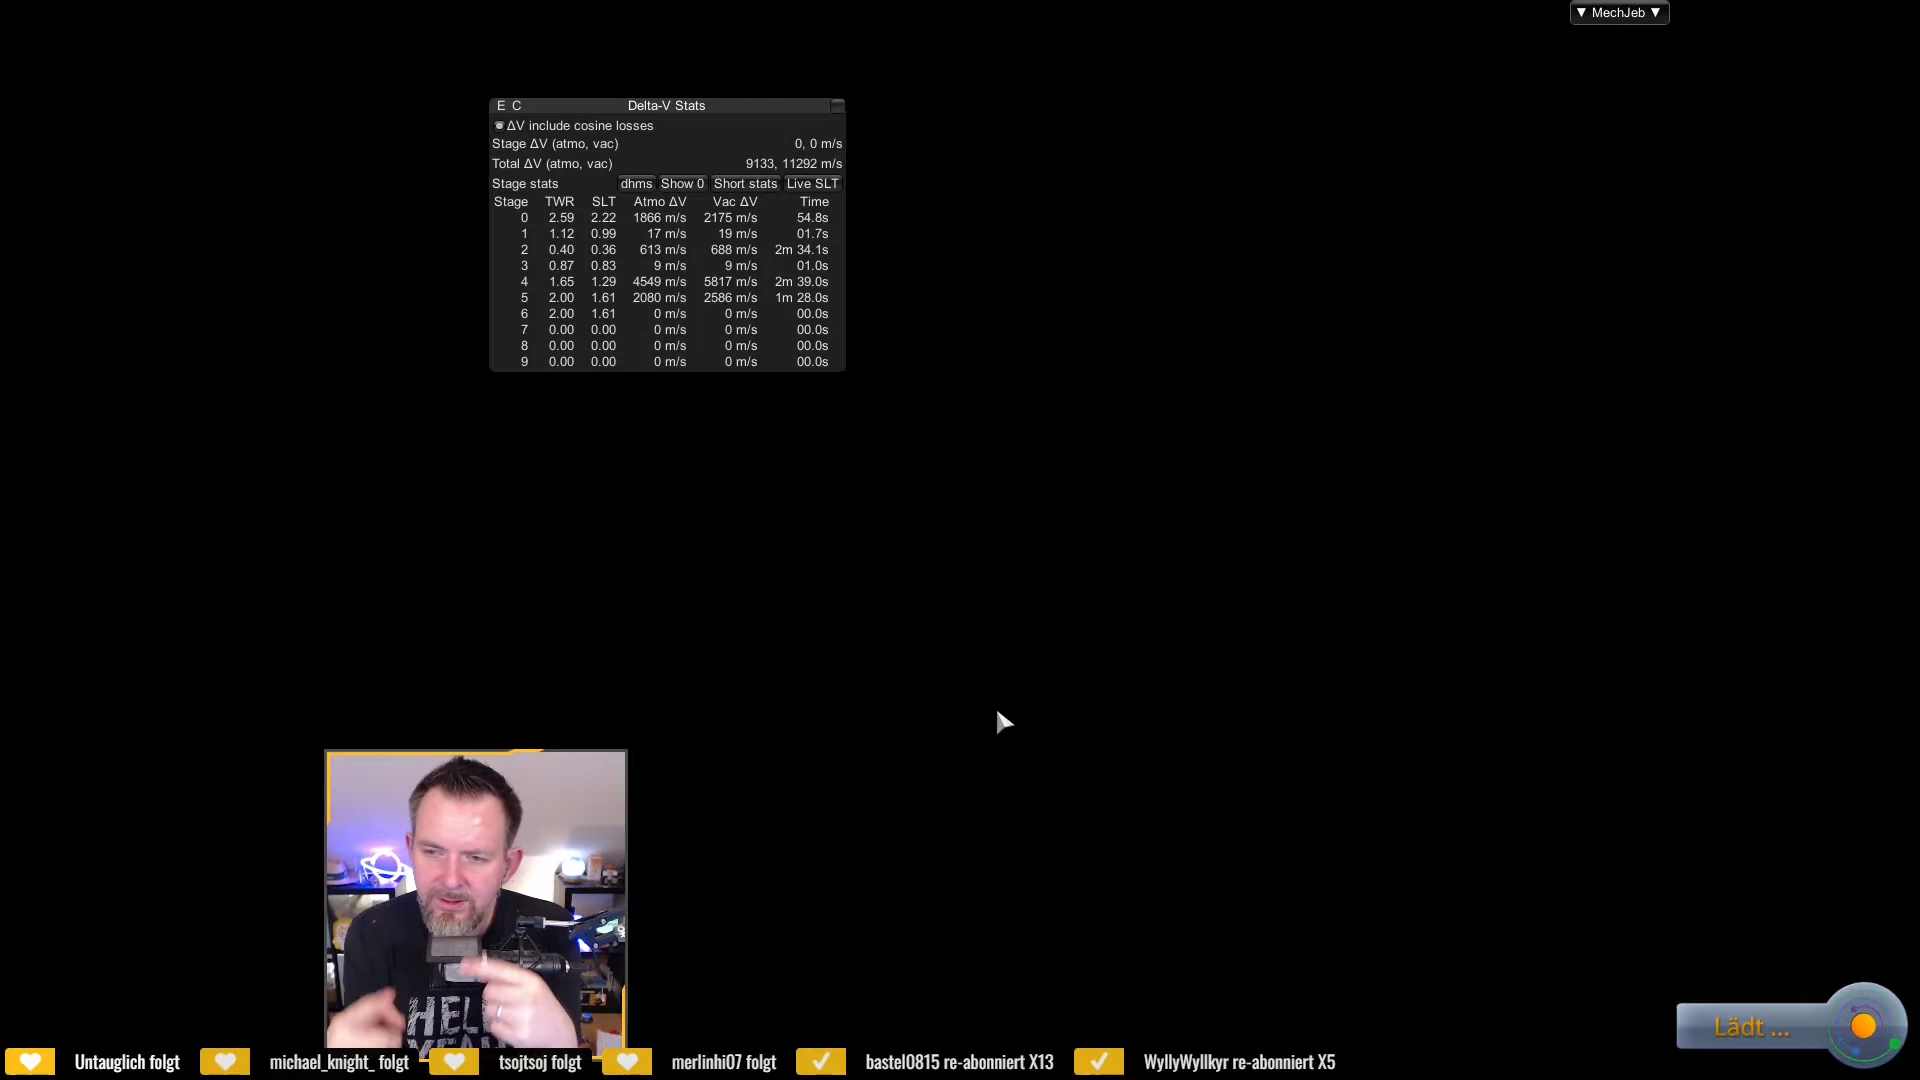 ▼ MechJeb ▼
E C Delta-V Stats
ΔV include cosine losses
Stage ΔV (atmo, vac) 0, 0 m/s
Total ΔV (atmo, vac) 9133, 11292 m/s
Stage stats dhms Show 0 Short stats Live SLT
Stage TWR SLT Atmo ΔV Vac ΔV Time
0 2.59 2.22 1866 m/s 2175 m/s 54.8s
1 1.12 0.99 17 m/s 19 m/s 01.7s
2 0.40 0.36 613 m/s 688 m/s 2m 34.1s
3 0.87 0.83 9 m/s 9 m/s 01.0s
4 1.65 1.29 4549 m/s 5817 m/s 2m 39.0s
5 2.00 1.61 2080 m/s 2586 m/s 1m 28.0s
6 2.00 1.61 0 m/s 0 m/s 00.0s
7 0.00 0.00 0 m/s 0 m/s 00.0s
8 0.00 0.00 0 m/s 0 m/s 00.0s
9 0.00 0.00 0 m/s 0 m/s 00.0s
Lädt ...
Untauglich folgt michael_knight_ folgt tsojtsoj folgt merlinhi07 folgt bastel0815 re-abonniert X13 WyllyWyllkyr re-abonniert X5